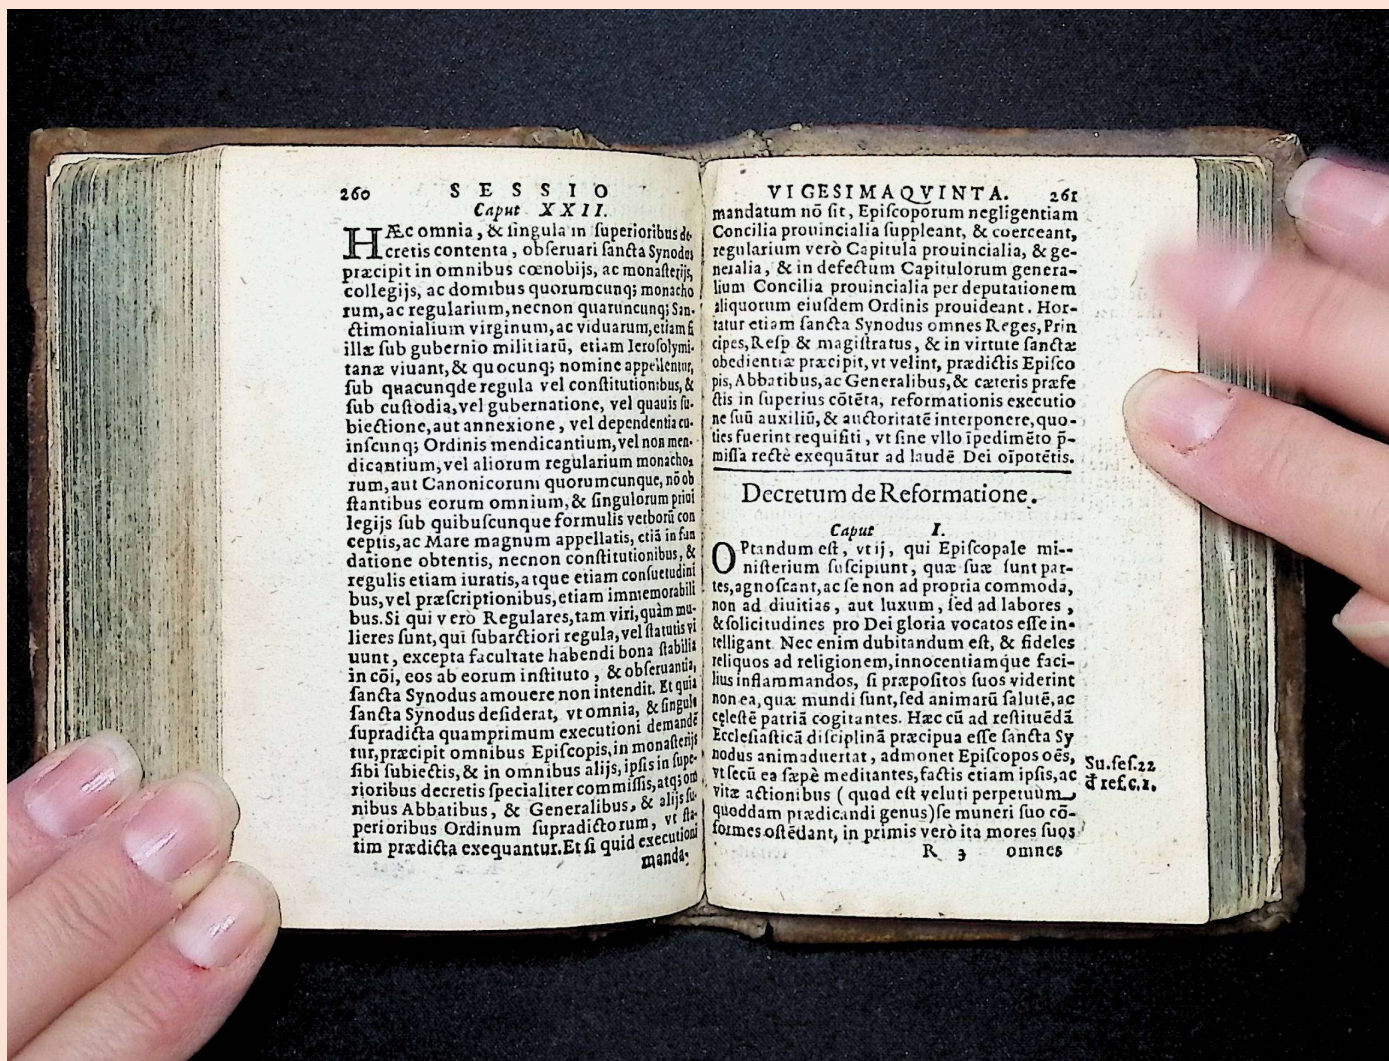 260 SESSIO
Caput XXII.
HÆc omnia, & singula in superioribus de-
cretis contenta, obseruari sancta Synodus
præcipit in omnibus cœnobijs, ac monasterijs,
collegijs, ac domibus quorumcunq; monacho
rum, ac regularium, necnon quaruncunq; San-
ctimonialium virginum, ac viduarum, etiam si
illæ sub gubernio militiarū, etiam Ierosolymi-
tanæ viuant, & quocunq; nomine appellentur,
sub quacunqde regula vel constitutionibus, &
sub custodia, vel gubernatione, vel quauis su-
biectione, aut annexione, vel dependentia cu-
inscunq; Ordinis mendicantium, vel non men-
dicantium, vel aliorum regularium monacho,
rum, aut Canonicorum quorumcunque, nō ob
stantibus eorum omnium, & singulorum priui
legijs sub quibuscunque formulis verborū con
ceptis, ac Mare magnum appellatis, etiā in fun
datione obtentis, necnon constitutionibus, &
regulis etiam iuratis, atque etiam consuetudini
bus, vel præscriptionibus, etiam immemorabili
bus. Si qui verò Regulares, tam viri, quàm mu-
lieres sunt, qui subarctiori regula, vel statutis vi
uunt, excepta facultate habendi bona stabilia
in cōi, eos ab eorum instituto, & obseruantia,
sancta Synodus amouere non intendit. Et quia
sancta Synodus desiderat, vt omnia, & singula
supradicta quamprimum executioni demandē
tur, præcipit omnibus Episcopis, in monasterijs
sibi subiectis, & in omnibus alijs, ipsis in supe-
rioribus decretis specialiter commissis, atq; om
nibus Abbatibus, & Generalibus, & alijs su-
perioribus Ordinum supradictorum, vt sta-
tim prædicta exequantur. Et si quid executioni
manda-
VIGESIMAQVINTA. 261
mandatum nō sit, Episcoporum negligentiam
Concilia prouincialia suppleant, & coerceant,
regularium verò Capitula prouincialia, & ge-
neralia, & in defectum Capitulorum genera-
lium Concilia prouincialia per deputationem
aliquorum eiusdem Ordinis prouideant. Hor-
tatur etiam sancta Synodus omnes Reges, Prin
cipes, Resp & magistratus, & in virtute sanctæ
obedientiæ præcipit, vt velint, prædictis Episco
pis, Abbatibus, ac Generalibus, & cæteris præfe
ctis in superius cōtēta, reformationis executio
ne suū auxiliū, & auctoritatē interponere, quo-
ties fuerint requisiti, vt sine vllo īpedimēto p̄-
missa rectè exequātur ad laudē Dei oīpotētis.
Decretum de Reformatione.
Caput I.
OPtandum est, vt ij, qui Episcopale mi--
nisterium suscipiunt, quæ suæ sunt par-
tes, agnoscant, ac se non ad propria commoda,
non ad diuitias, aut luxum, sed ad labores,
& solicitudines pro Dei gloria vocatos esse in-
telligant. Nec enim dubitandum est, & fideles
reliquos ad religionem, innocentiamque faci-
lius inflammandos, si præpositos suos viderint
non ea, quæ mundi sunt, sed animarū salutē, ac
cęlestē patriā cogitantes. Hæc cū ad restituēdā
Ecclesiasticā disciplinā præcipua esse sancta Sy
nodus animaduertat, admonet Episcopos oēs,
vt secū ea sæpè meditantes, factis etiam ipsis, ac
vitæ actionibus (quod est veluti perpetuum
quoddam prædicandi genus) se muneri suo cō-
formes ostēdant, in primis verò ita mores suos
R 3 omnes
Su. ses. 22
đ ref. c. 1.